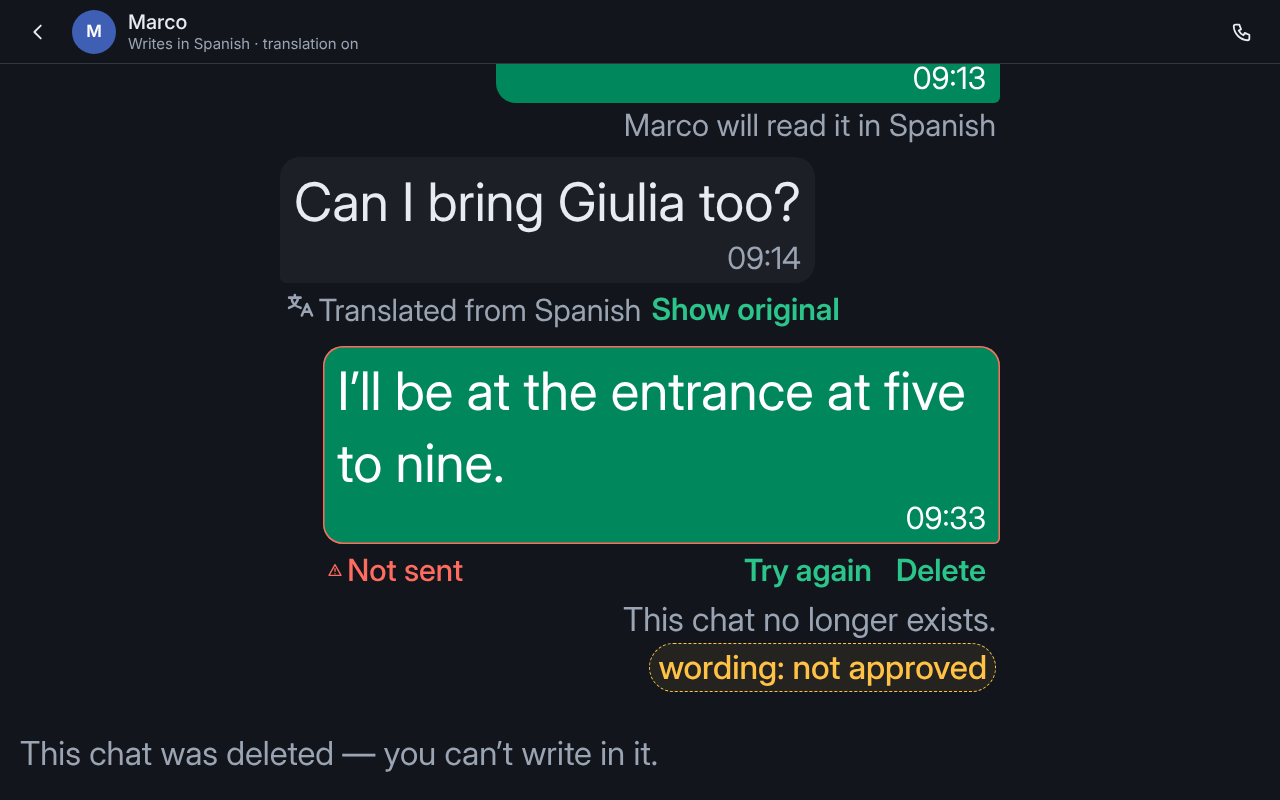 M
Marco
Writes in Spanish · translation on
09:13
Marco will read it in Spanish
Can I bring Giulia too?
09:14
Translated from Spanish Show original
I’ll be at the entrance at five
to nine.
09:33
Not sent Try again Delete
This chat no longer exists.
wording: not approved
This chat was deleted — you can’t write in it.